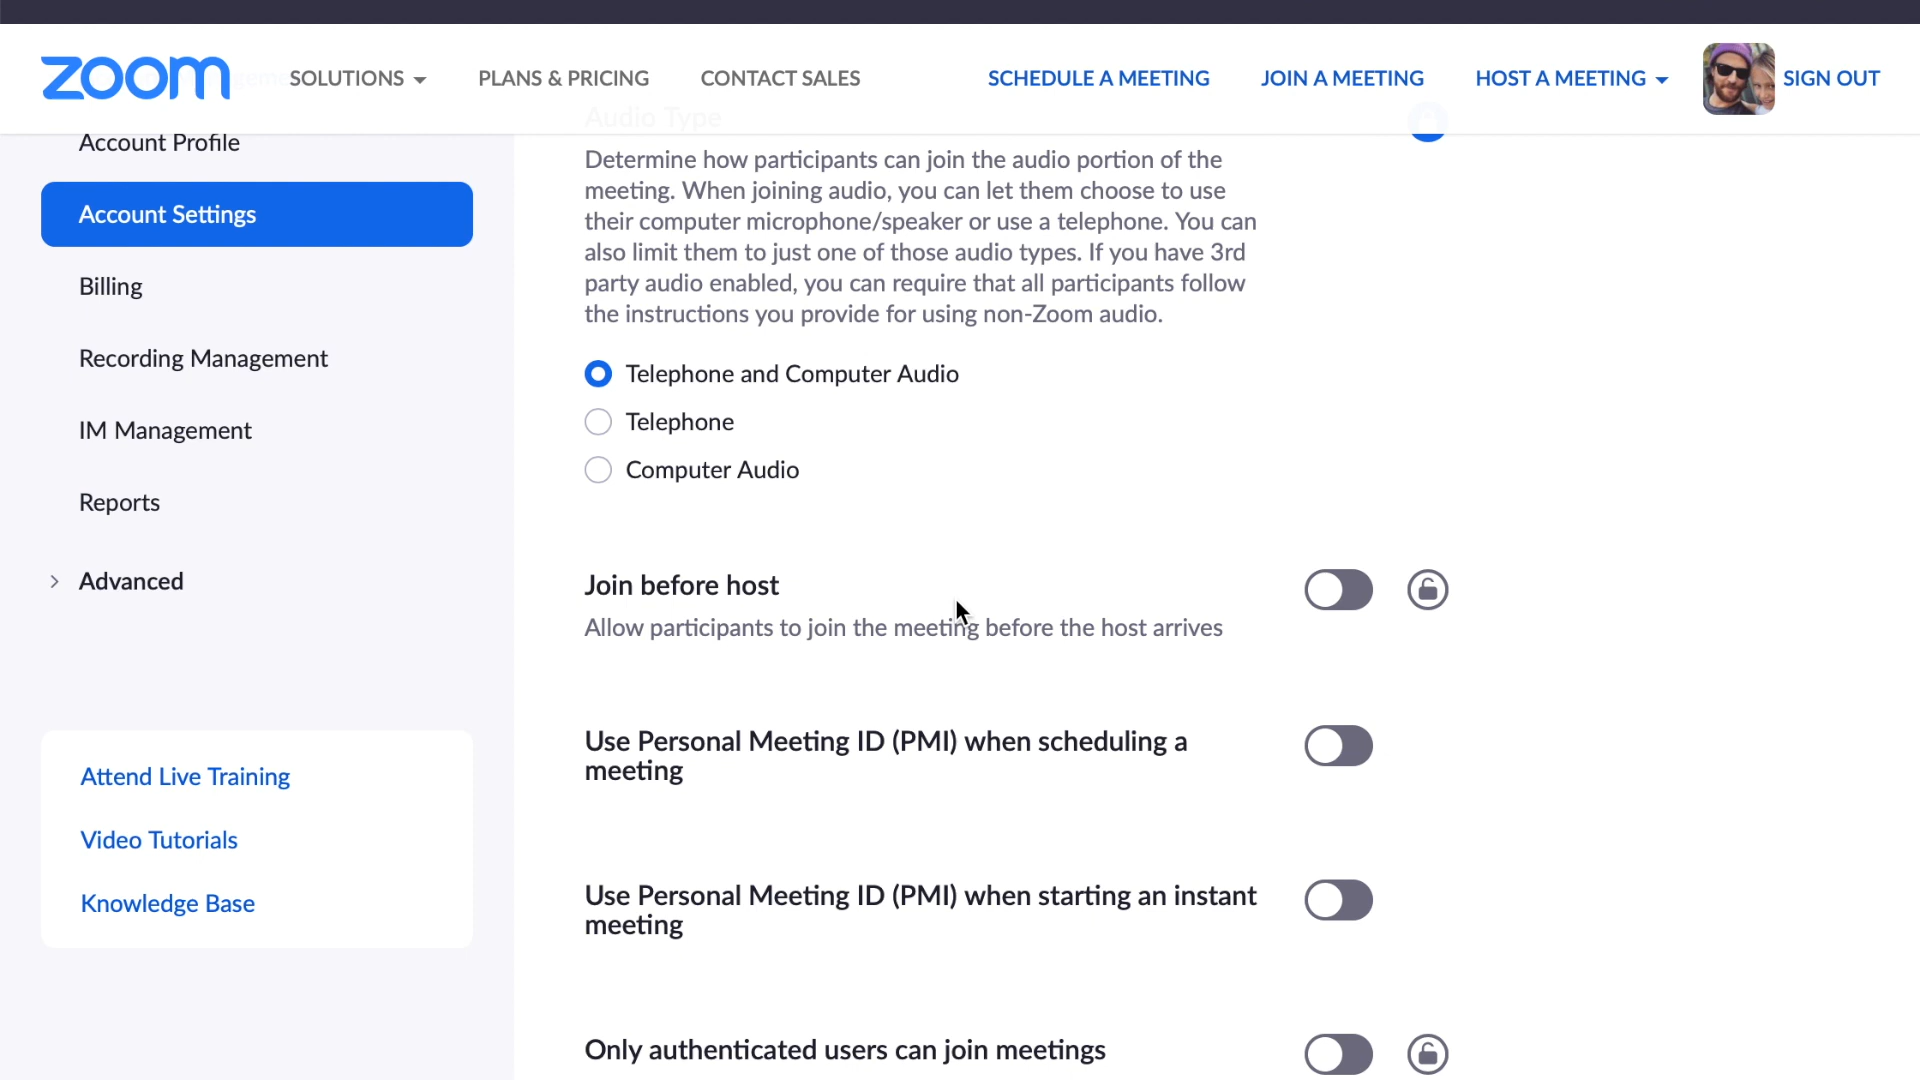 zoom
SOLUTIONS
PLANS & PRICING
CONTACT SALES
SCHEDULE A MEETING
JOIN A MEETING
HOST A MEETING
SIGN OUT
Account Profile
Account Settings
Billing
Recording Management
IM Management
Reports
Advanced
Attend Live Training
Video Tutorials
Knowledge Base
Audio Type
Determine how participants can join the audio portion of the
meeting. When joining audio, you can let them choose to use
their computer microphone/speaker or use a telephone. You can
also limit them to just one of those audio types. If you have 3rd
party audio enabled, you can require that all participants follow
the instructions you provide for using non-Zoom audio.
Telephone and Computer Audio
Telephone
Computer Audio
Join before host
Allow participants to join the meeting before the host arrives
Use Personal Meeting ID (PMI) when scheduling a
meeting
Use Personal Meeting ID (PMI) when starting an instant
meeting
Only authenticated users can join meetings